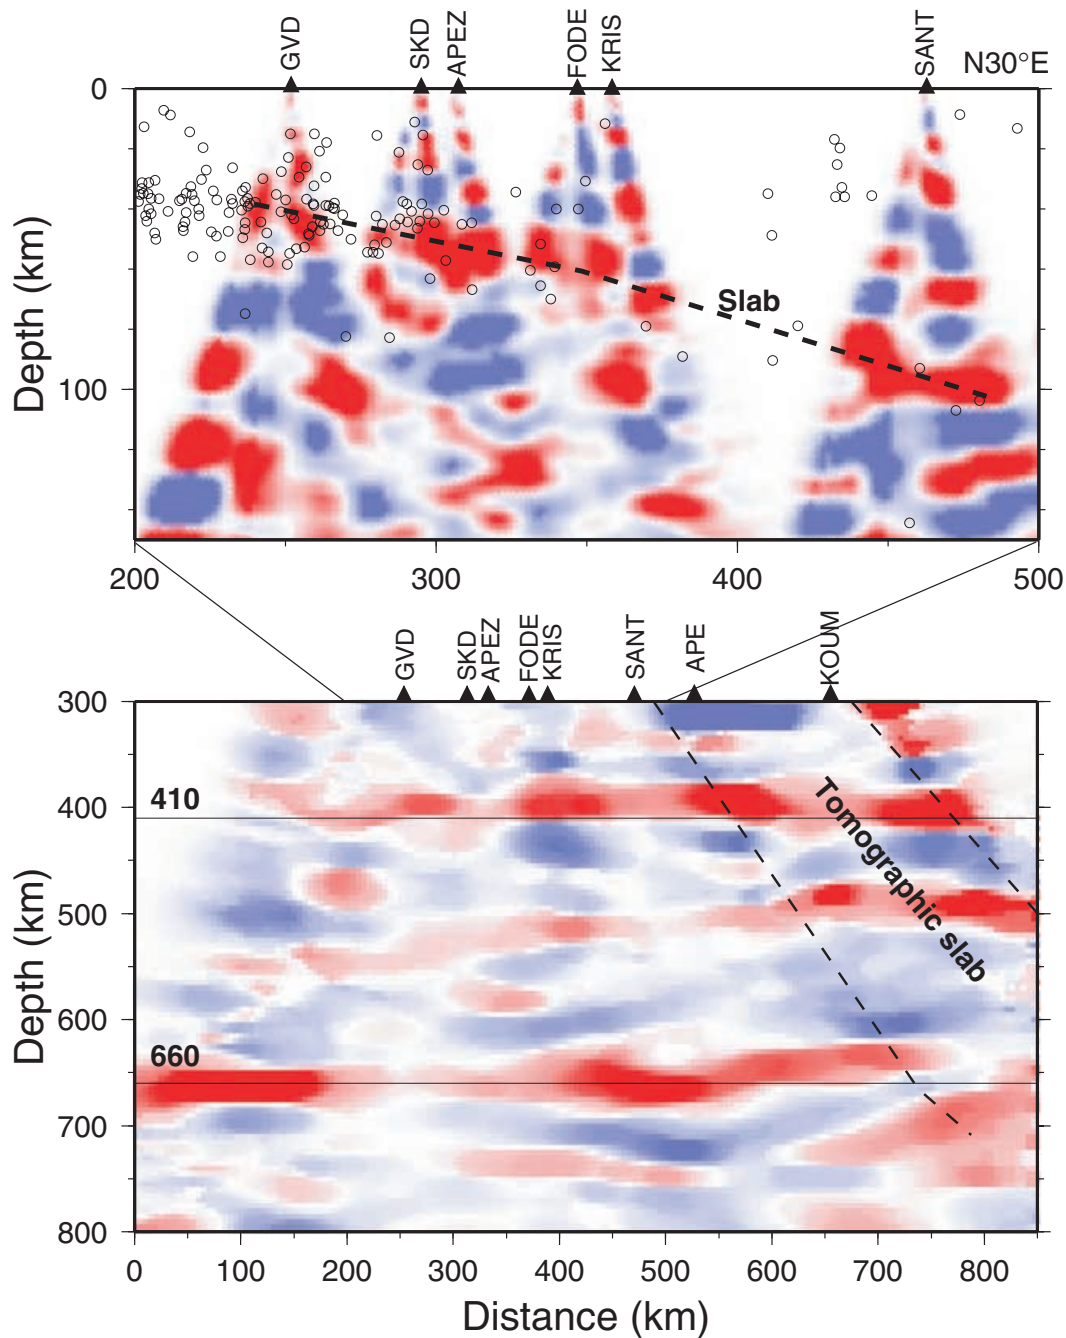 GVD SKD APEZ FODE KRIS SANT N30°E
0
100
Depth (km)
Slab
200 300 400 500
GVD SKD APEZ FODE KRIS SANT APE KOUM
300
410
400
Tomographic slab
500
Depth (km)
600
660
700
800
0 100 200 300 400 500 600 700 800
Distance (km)